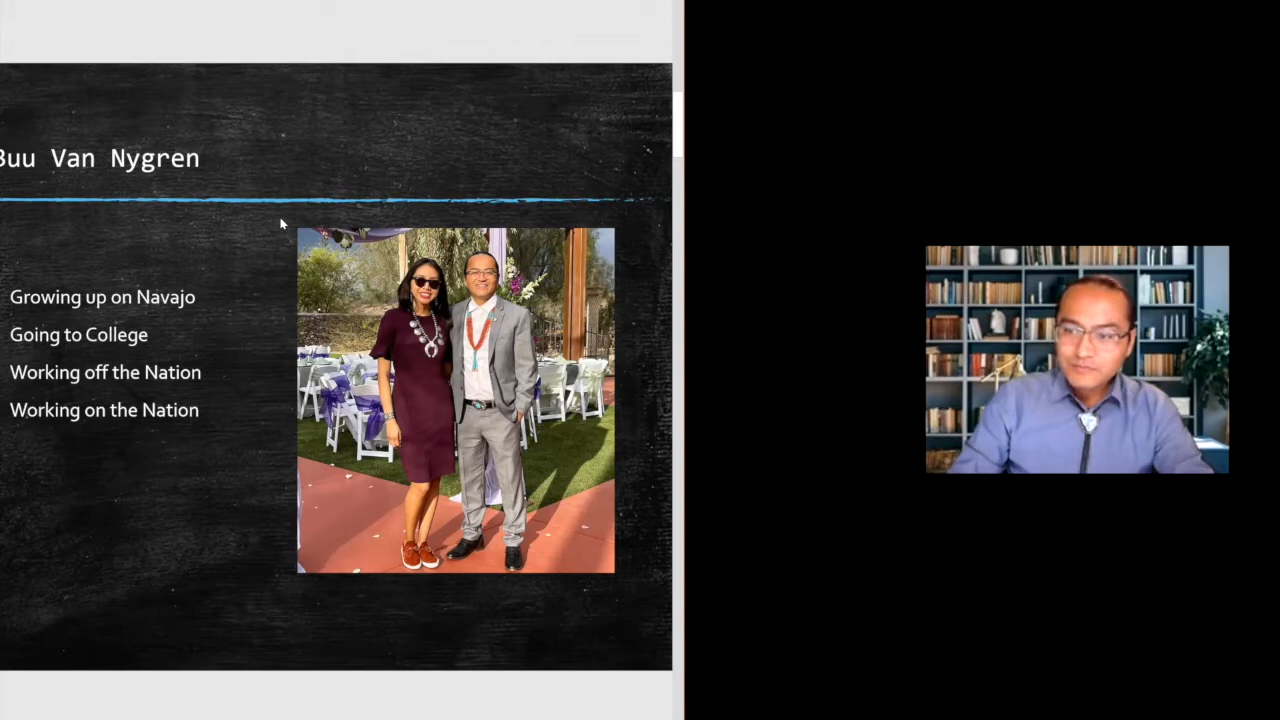 Buu Van Nygren
Growing up on Navajo
Going to College
Working off the Nation
Working on the Nation